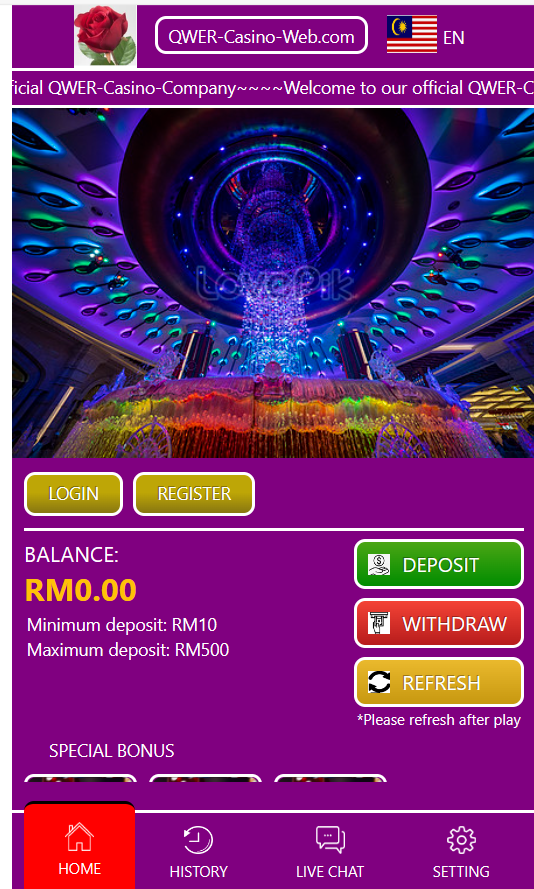 QWER-Casino-Web.com
EN
ficial QWER-Casino-Company~~~~Welcome to our official QWER-C
Lovepik
LOGIN
REGISTER
BALANCE:
RM0.00
Minimum deposit: RM10
Maximum deposit: RM500
DEPOSIT
WITHDRAW
REFRESH
*Please refresh after play
SPECIAL BONUS
HOME
HISTORY
LIVE CHAT
SETTING